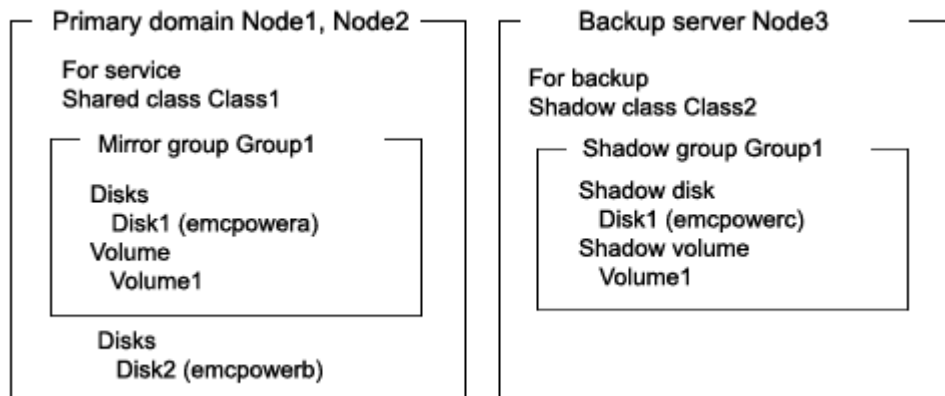 Primary domain Node1, Node2
For service
Shared class Class1
Mirror group Group1
Disks
Disk1 (emcpowera)
Volume
Volume1
Disks
Disk2 (emcpowerb)
Backup server Node3
For backup
Shadow class Class2
Shadow group Group1
Shadow disk
Disk1 (emcpowerc)
Shadow volume
Volume1